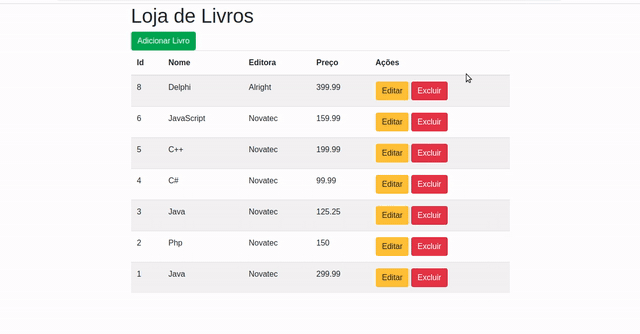 Loja de Livros
Adicionar Livro
Id Nome Editora Preço Ações
8 Delphi Alright 399.99 Editar Excluir
6 JavaScript Novatec 159.99 Editar Excluir
5 C++ Novatec 199.99 Editar Excluir
4 C# Novatec 99.99 Editar Excluir
3 Java Novatec 125.25 Editar Excluir
2 Php Novatec 150 Editar Excluir
1 Java Novatec 299.99 Editar Excluir